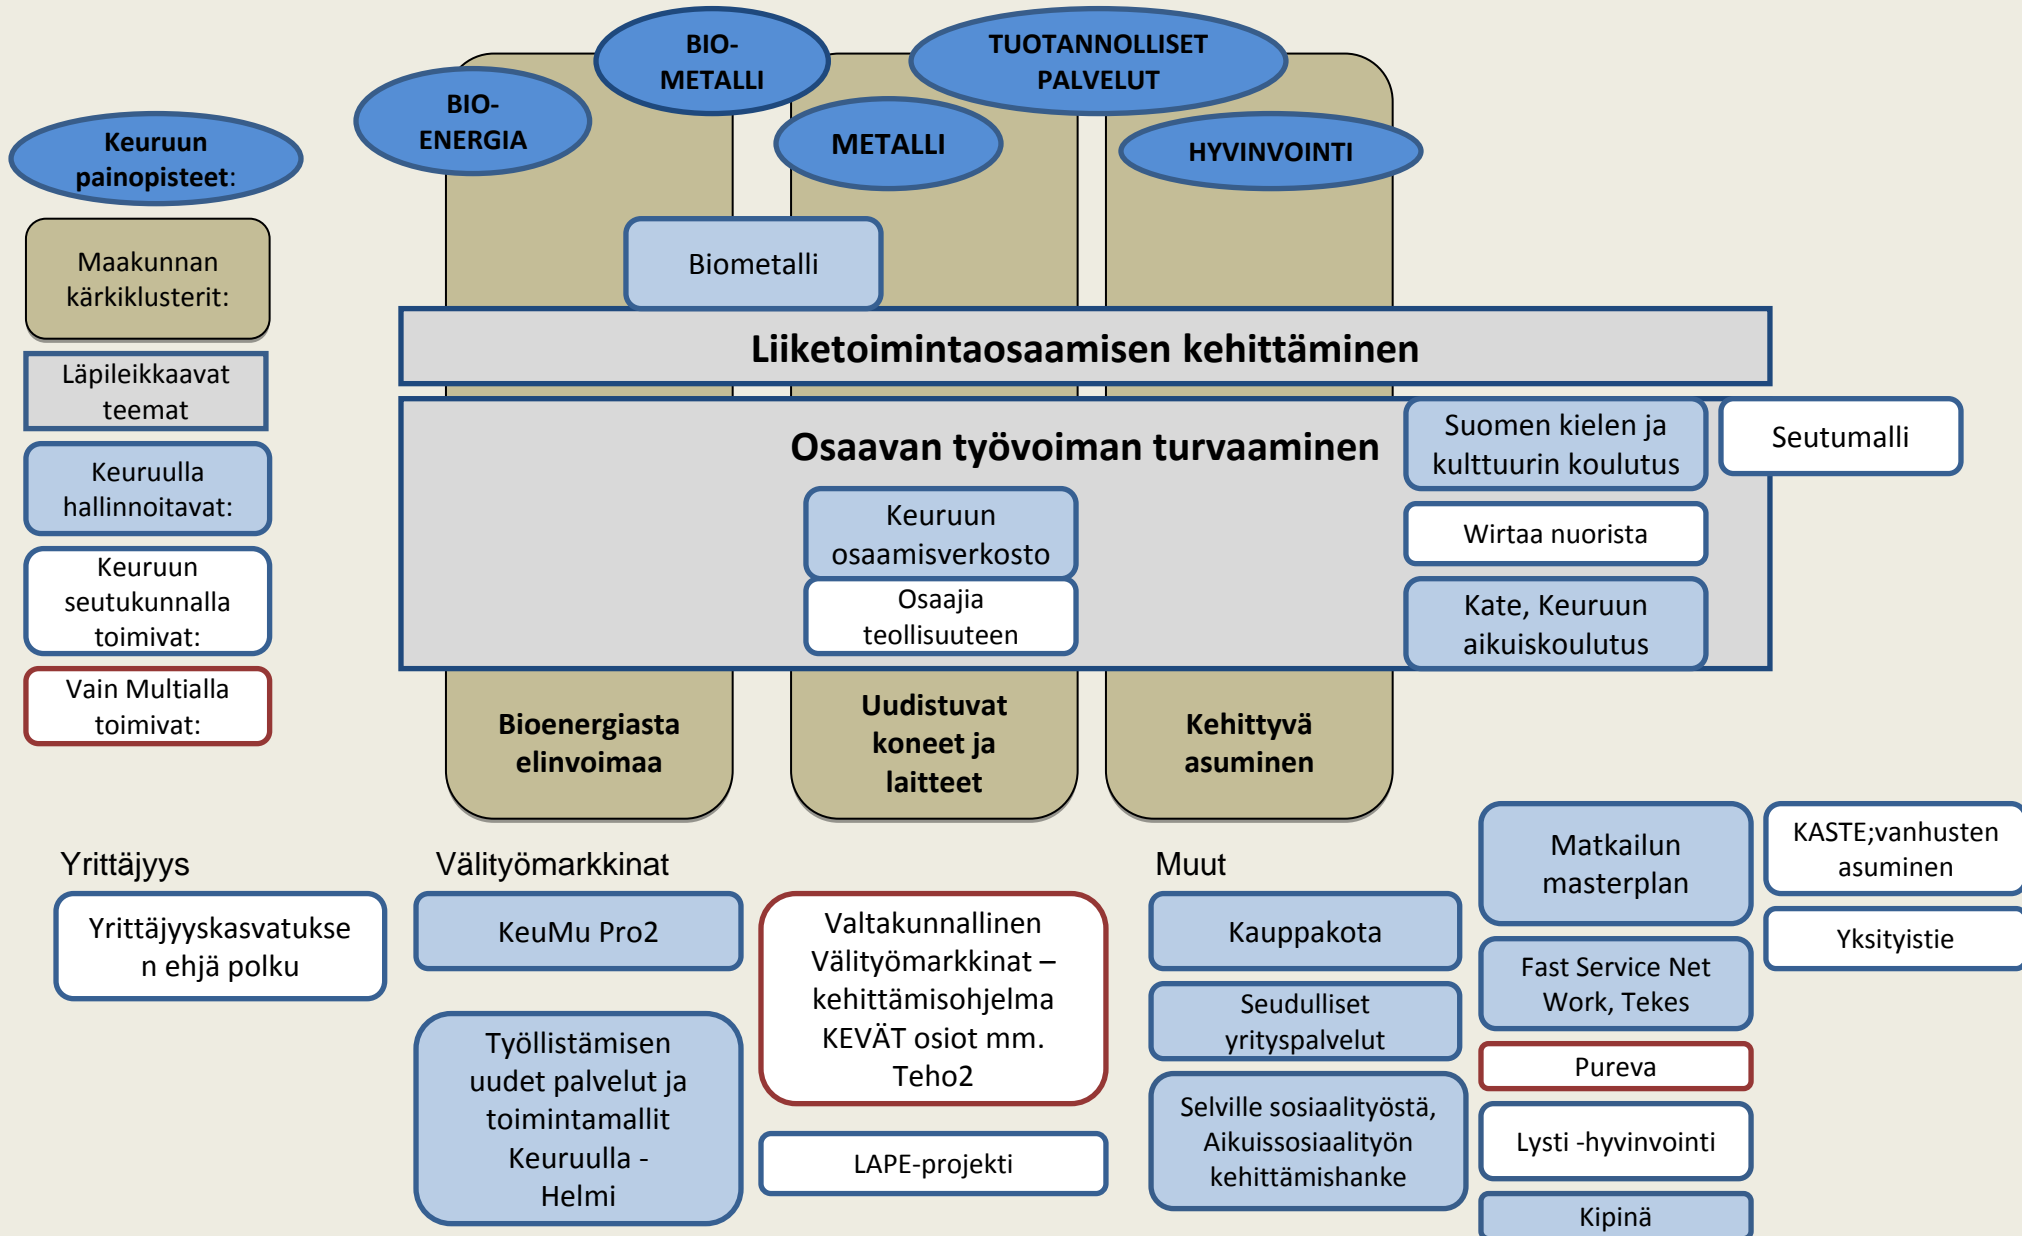 BIO-
METALLI
TUOTANNOLLISET
PALVELUT
BIO-
ENERGIA
METALLI
HYVINVOINTI
Keuruun
painopisteet:
Maakunnan
kärkiklusterit:
Läpileikkaavat
teemat
Keuruulla
hallinnoitavat:
Keuruun
seutukunnalla
toimivat:
Vain Multialla
toimivat:
Biometalli
Liiketoimintaosaamisen kehittäminen
Osaavan työvoiman turvaaminen
Suomen kielen ja
kulttuurin koulutus
Seutumalli
Keuruun
osaamisverkosto
Wirtaa nuorista
Osaajia
teollisuuteen
Kate, Keuruun
aikuiskoulutus
Bioenergiasta
elinvoimaa
Uudistuvat
koneet ja
laitteet
Kehittyvä
asuminen
Yrittäjyys
Yrittäjyyskasvatukse
n ehjä polku
Välityömarkkinat
KeuMu Pro2
Työllistämisen
uudet palvelut ja
toimintamallit
Keuruulla -
Helmi
Valtakunnallinen
Välityömarkkinat –
kehittämisohjelma
KEVÄT osiot mm.
Teho2
LAPE-projekti
Muut
Kauppakota
Seudulliset
yrityspalvelut
Selville sosiaalityöstä,
Aikuissosiaalityön
kehittämishanke
Matkailun
masterplan
Fast Service Net
Work, Tekes
Pureva
Lysti -hyvinvointi
Kipinä
KASTE;vanhusten
asuminen
Yksityistie